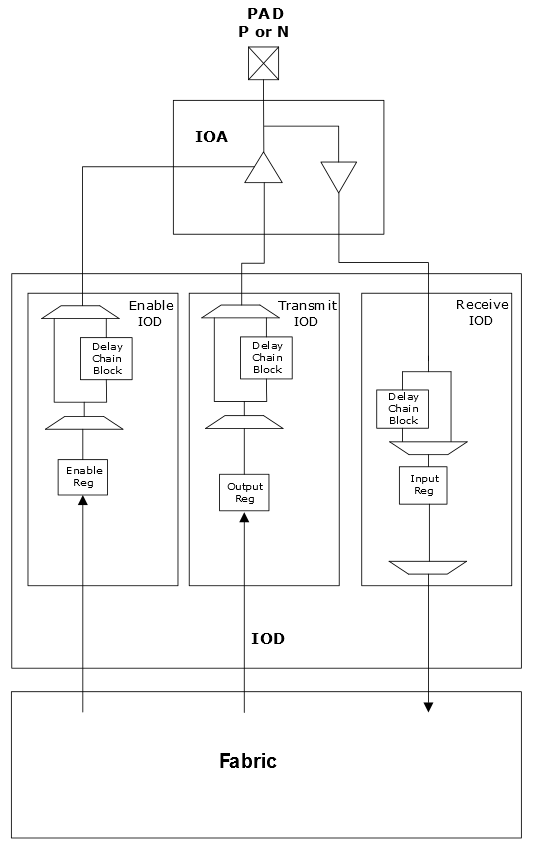 PAD
P or N
IOA
Enable
IOD
Delay
Chain
Block
Enable
Reg
Transmit
IOD
Delay
Chain
Block
Output
Reg
Receive
IOD
Delay
Chain
Block
Input
Reg
IOD
Fabric